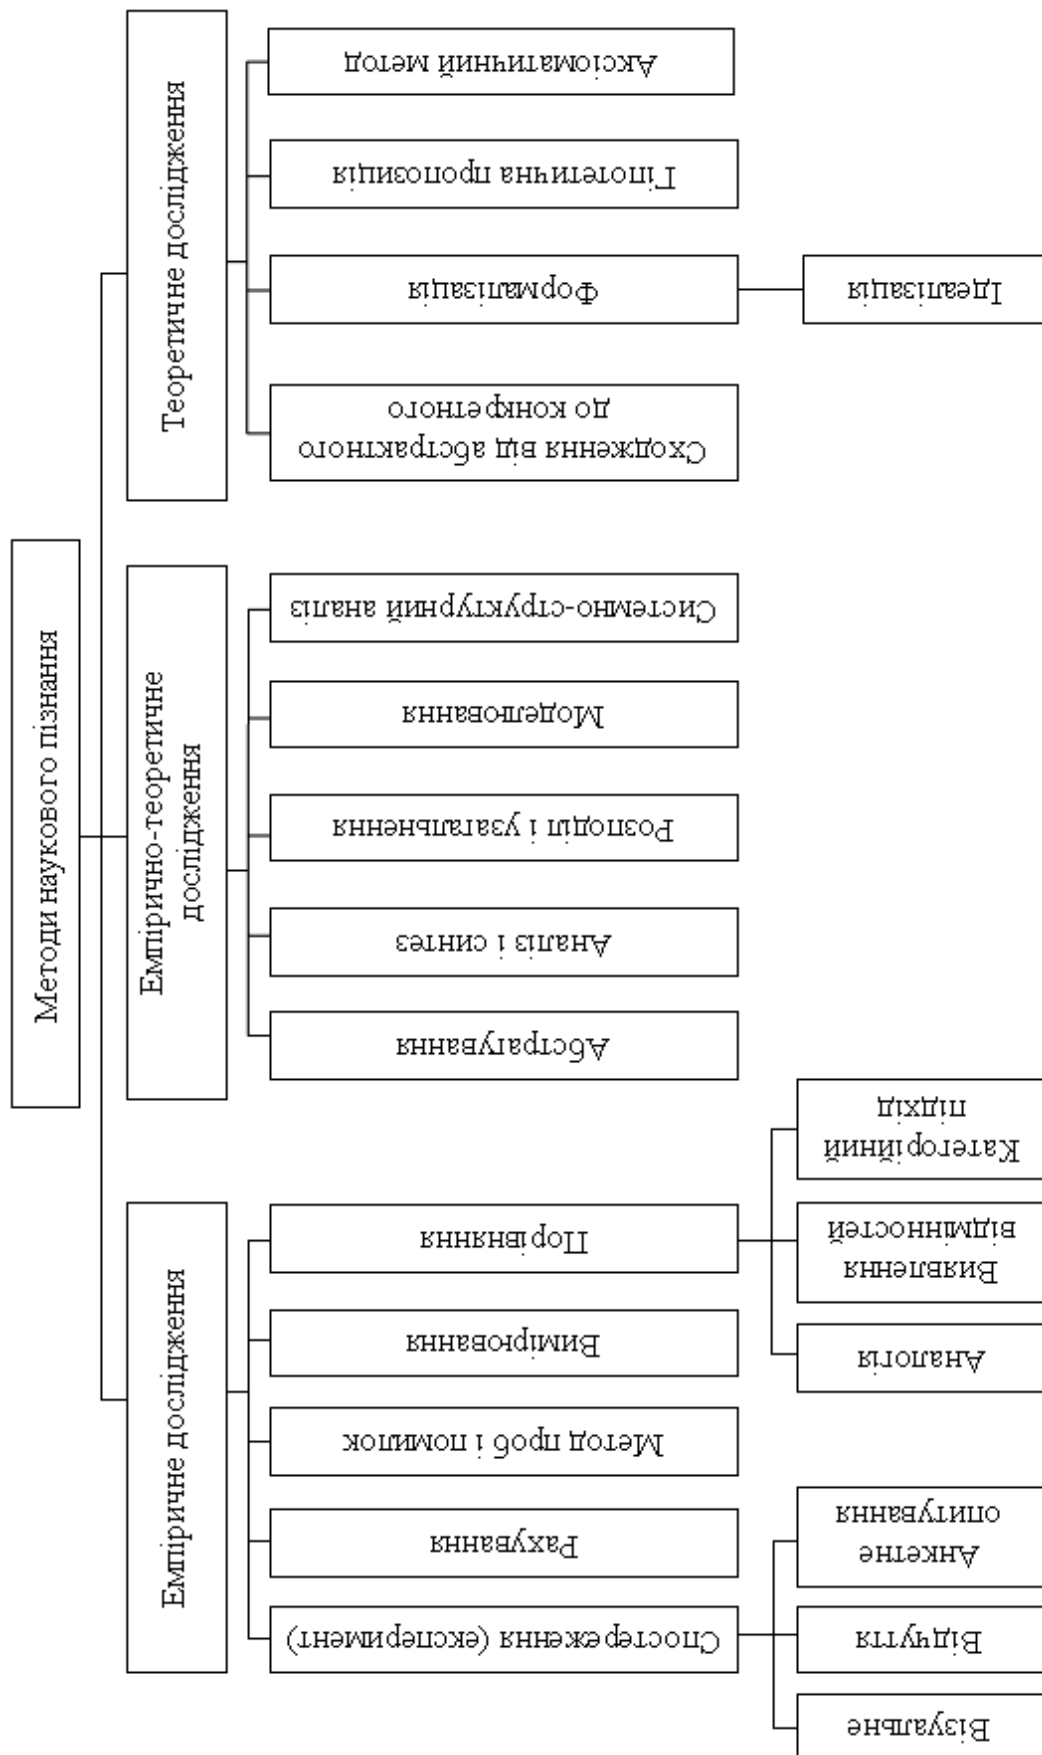 Методи наукового пізнання
Емпіричне дослідження
Емпірично-теоретичне
дослідження
Теоретичне дослідження
Спостереження (експеримент)
Рахування
Метод проб і помилок
Вимірювання
Порівняння
Абстрагування
Аналіз і синтез
Розподіл і узагальнення
Моделювання
Системно-структурний аналіз
Сходження від абстрактного
до конкретного
Формалізація
Гіпотетична пропозиція
Аксіоматичний метод
Візуальне
Відчуття
Анкетне
опитування
Аналогія
Виявлення
відмінностей
Категорійний
підхід
Ідеалізація